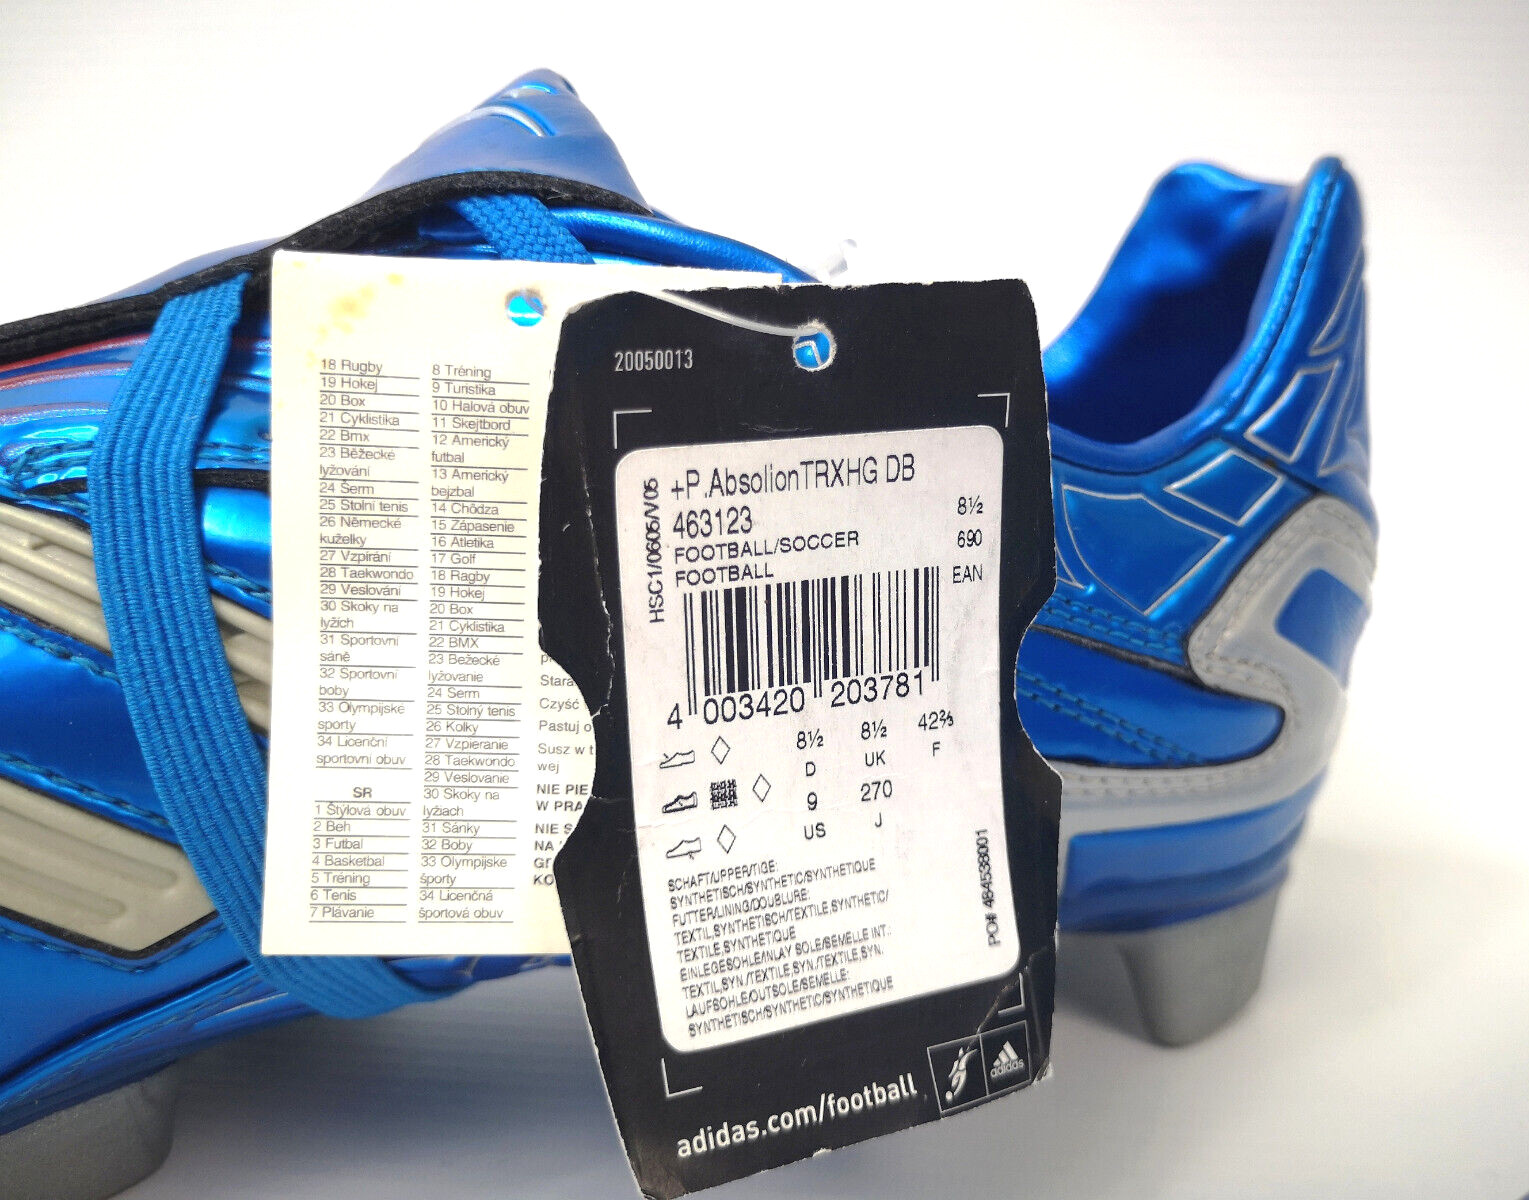 18 Rugby
19 Hokej
20 Box
21 Cyklistika
22 Bmx
23 Běžecké
lyžování
24 Šerm
25 Stolní tenis
26 Německé
kuželky
27 Vzpírání
28 Taekwondo
29 Veslování
30 Skoky na
lyžích
31 Sportovní
sáně
32 Sportovní
boby
33 Olympijské
sporty
34 Licenční
sportovní obuv
SR
1 Štýlova obuv
2 Beh
3 Futbal
4 Basketbal
5 Tréning
6 Tenis
7 Plávanie
8 Tréning
9 Turistika
10 Halová obuv
11 Skejtbord
12 Americký
futbal
13 Americký
bejzbal
14 Chôdza
15 Zápasenie
16 Atletika
17 Golf
18 Ragby
19 Hokej
20 Box
21 Cyklistika
22 BMX
23 Bežecké
lyžovanie
24 Šerm
25 Stolný tenis
26 Kolky
27 Vzpieranie
28 Taekwondo
29 Veslovanie
30 Skoky na
lyžiach
31 Sánky
32 Boby
33 Olympijske
športy
34 Licenčná
športová obuv
Czyść
Pastuj
Susz w
wej
NIE
W
NIE
NA
20050013
HSC1/0605/V05
+P.AbsolionTRXHG DB
463123
8½
FOOTBALL/SOCCER
690
FOOTBALL
EAN
4 003420 203781
8½ 8½ 42⅔
D UK F
9 270
US J
SCHAFT/UPPER/TIGE:
SYNTHETISCH/SYNTHETIC/SYNTHETIQUE
FUTTER/LINING/DOUBLURE:
TEXTIL,SYNTHETISCH/TEXTILE,SYNTHETIC/
TEXTILE,SYNTHETIQUE
EINLEGESOHLE/INLAY SOLE/SEMELLE INT.:
TEXTIL,SYN./TEXTILE,SYN./TEXTILE,SYN.
LAUFSOHLE/OUTSOLE/SEMELLE:
SYNTHETISCH/SYNTHETIC/SYNTHETIQUE
PO# 484538001
adidas.com/football
adidas